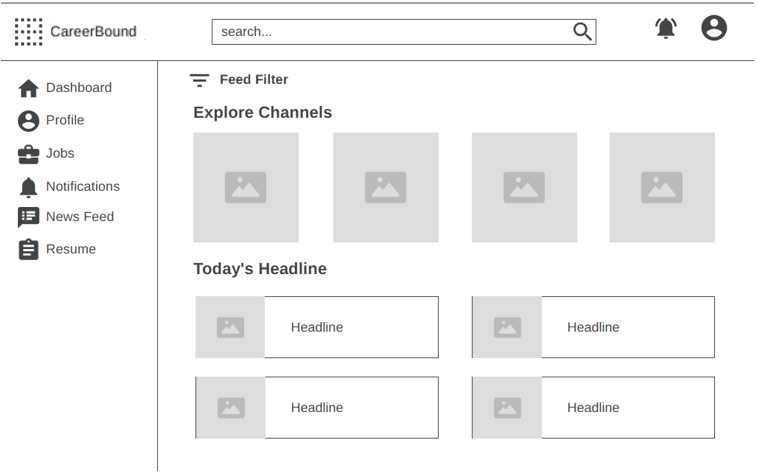 CareerBound
search...
Dashboard
Profile
Jobs
Notifications
News Feed
Resume
Feed Filter
Explore Channels
Today's Headline
Headline
Headline
Headline
Headline